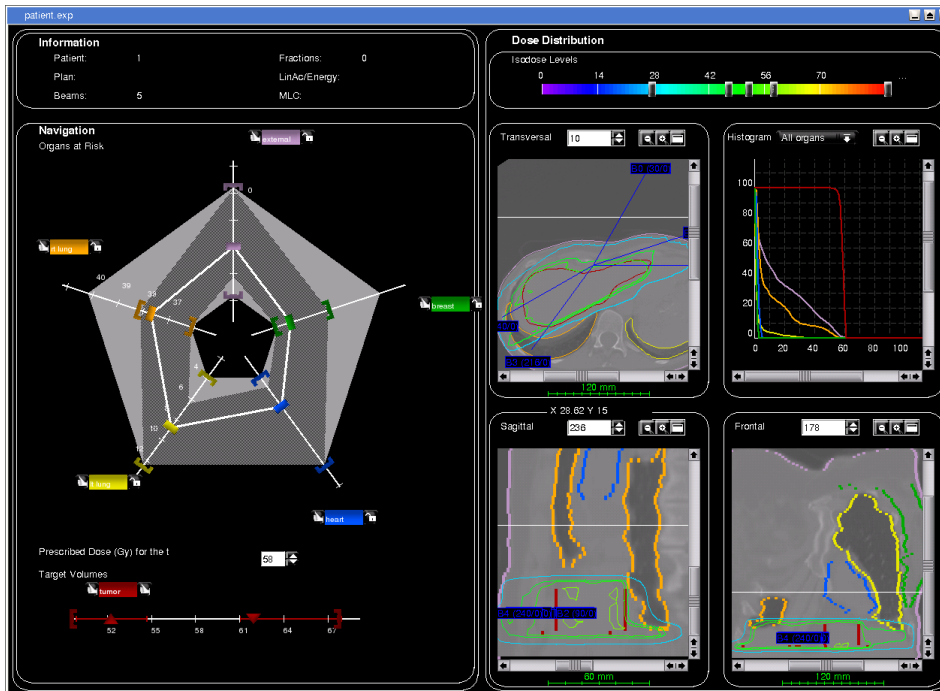 patient.exp
Information
Patient: 1 Fractions: 0
Plan: LinAc/Energy:
Beams: 5 MLC:
Dose Distribution
Isodose Levels
0 14 28 42 56 70 ...
Navigation
Organs at Risk
external
0
rt.lung
40 39 39 37
breast
4
6
10
lt.lung
heart
Prescribed Dose (Gy) for the t 58
Target Volumes
tumor
52 55 58 61 64 67
Transversal 10
120 mm
Histogram All organs
100
80
60
40
20
0
0 20 40 60 80 100
X 28.62 Y 15
Sagittal 236
60 mm
Frontal 178
120 mm